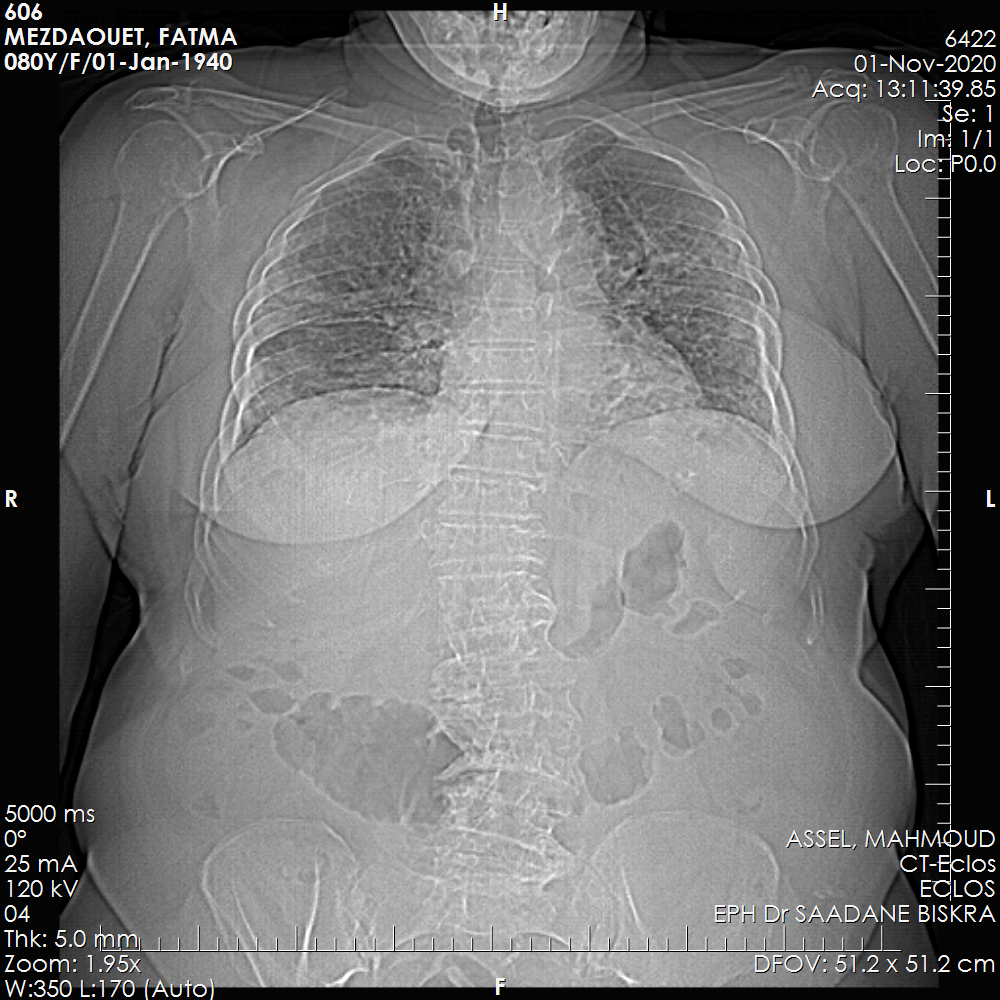 606
MEZDAOUET, FATMA
080Y/F/01-Jan-1940
H
6422
01-Nov-2020
Acq: 13:11:39.85
Se: 1
Im: 1/1
Loc: P0.0
R
L
5000 ms
0°
25 mA
120 kV
04
Thk: 5.0 mm
Zoom: 1.95x
W:350 L:170 (Auto)
F
ASSEL, MAHMOUD
CT-Eclos
ECLOS
EPH Dr SAADANE BISKRA
DFOV: 51.2 x 51.2 cm